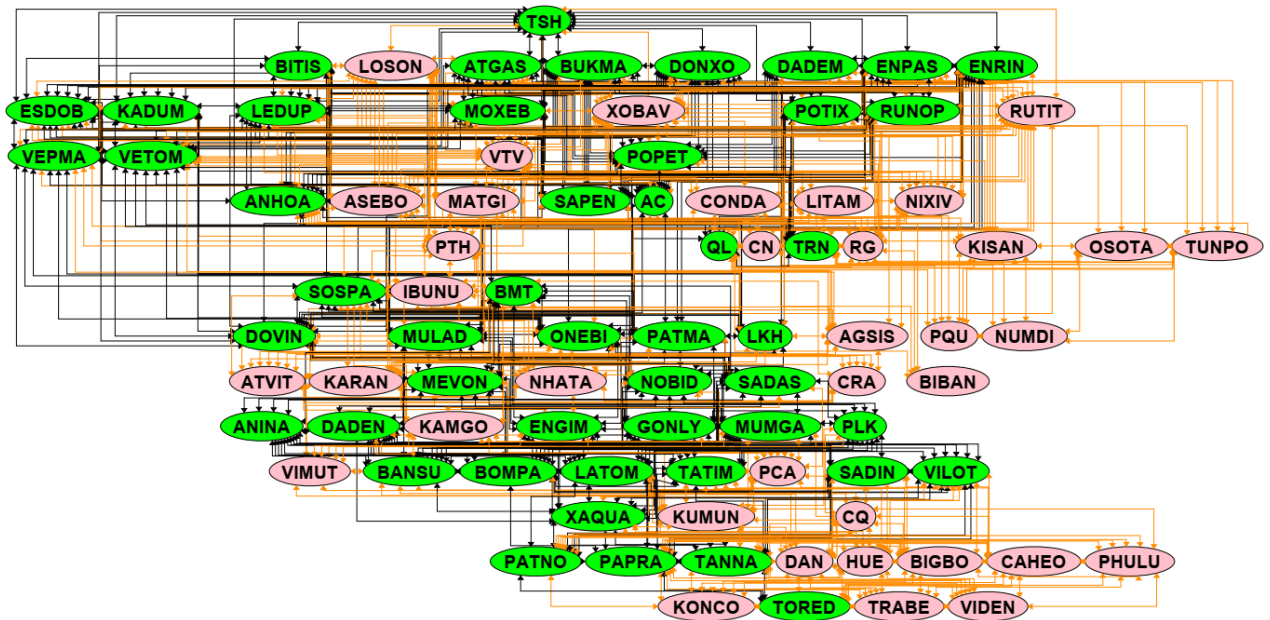 TSH
BITIS LOSON ATGAS BUKMA DONXO DADEM ENPAS ENRIN
ESDOB KADUM LEDUP MOXEB XOBAV POTIX RUNOP RUTIT
VEPMA VETOM VTV POPET
ANHOA ASEBO MATGI SAPEN AC CONDA LITAM NIXIV
PTH QL CN TRN RG KISAN OSOTA TUNPO
SOSPA IBUNU BMT
DOVIN MULAD ONEBI PATMA LKH AGSIS PQU NUMDI
ATVIT KARAN MEVON NHATA NOBID SADAS CRA BIBAN
ANINA DADEN KAMGO ENGIM GONLY MUMGA PLK
VIMUT BANSU BOMPA LATOM TATIM PCA SADIN VILOT
XAQUA KUMUN CQ
PATNO PAPRA TANNA DAN HUE BIGBO CAHEO PHULU
KONCO TORED TRABE VIDEN